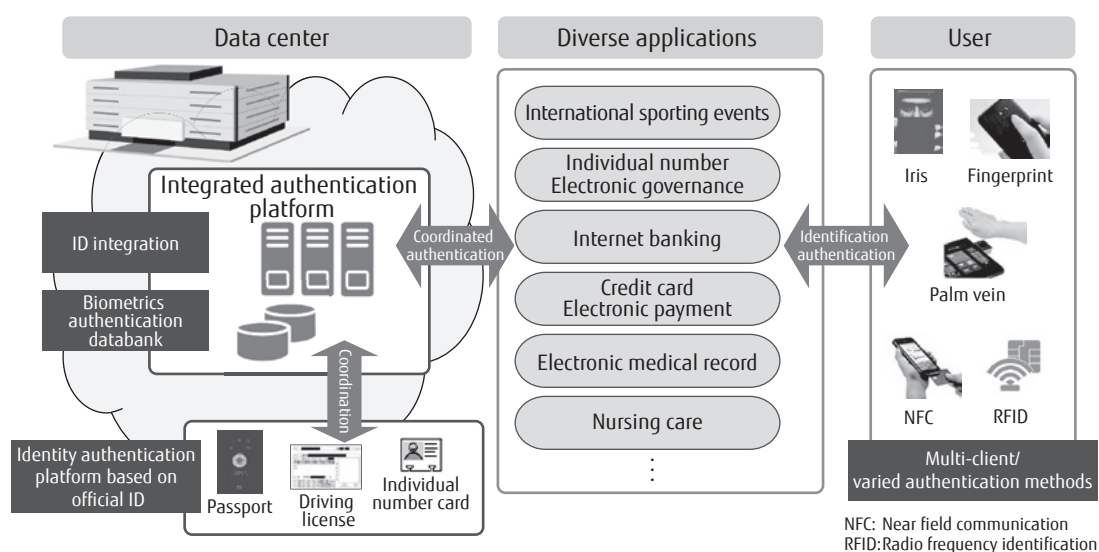 Data center
Diverse applications
User
Integrated authentication
platform
ID integration
Biometrics
authentication
databank
Coordination
Identity authentication
platform based on
official ID
Passport
Driving
license
Individual
number card
Coordinated
authentication
International sporting events
Individual number
Electronic governance
Internet banking
Credit card
Electronic payment
Electronic medical record
Nursing care
Identification
authentication
Iris
Fingerprint
Palm vein
NFC
RFID
Multi-client/
varied authentication methods
NFC: Near field communication
RFID:Radio frequency identification